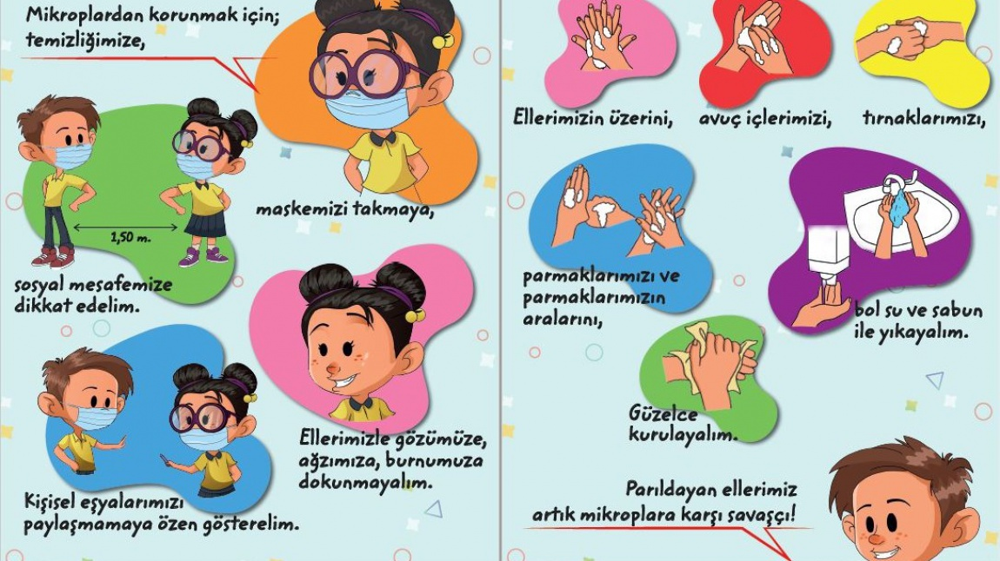 Mikroplardan korunmak için;
temizliğimize,
maskemizi takmaya,
1,50 m.
sosyal mesafemize
dikkat edelim.
Ellerimizle gözümüze,
ağzımıza, burnumuza
dokunmayalım.
Kişisel eşyalarımızı
paylaşmamaya özen gösterelim.
Ellerimizin üzerini,
avuç içlerimizi,
tırnaklarımızı,
parmaklarımızı ve
parmaklarımızın
aralarını,
bol su ve sabun
ile yıkayalım.
Güzelce
kurulayalım.
Parıldayan ellerimiz
artık mikroplara karşı savaşçı!